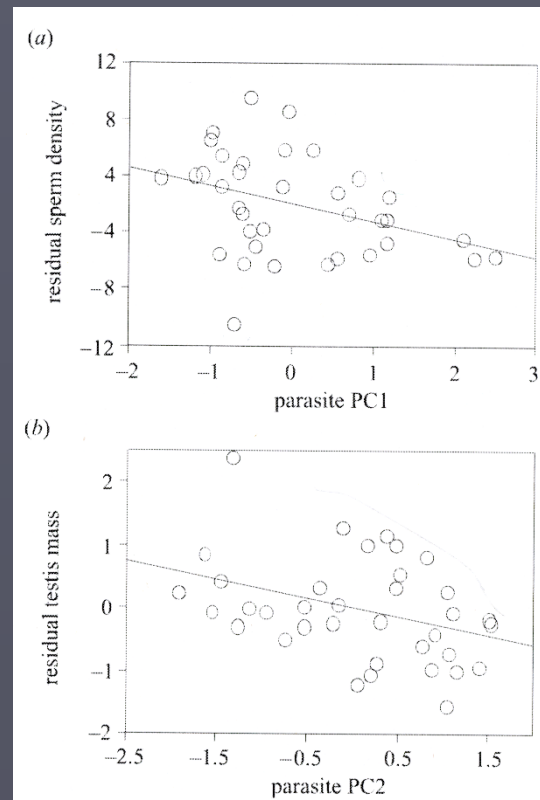 (a)
12
8
4
−4
−8
−12
residual sperm density
−2 −1 0 1 2 3
parasite PC1
(b)
2
1
0
−1
−2
residual testis mass
−2.5 −1.5 −0.5 0.5 1.5
parasite PC2